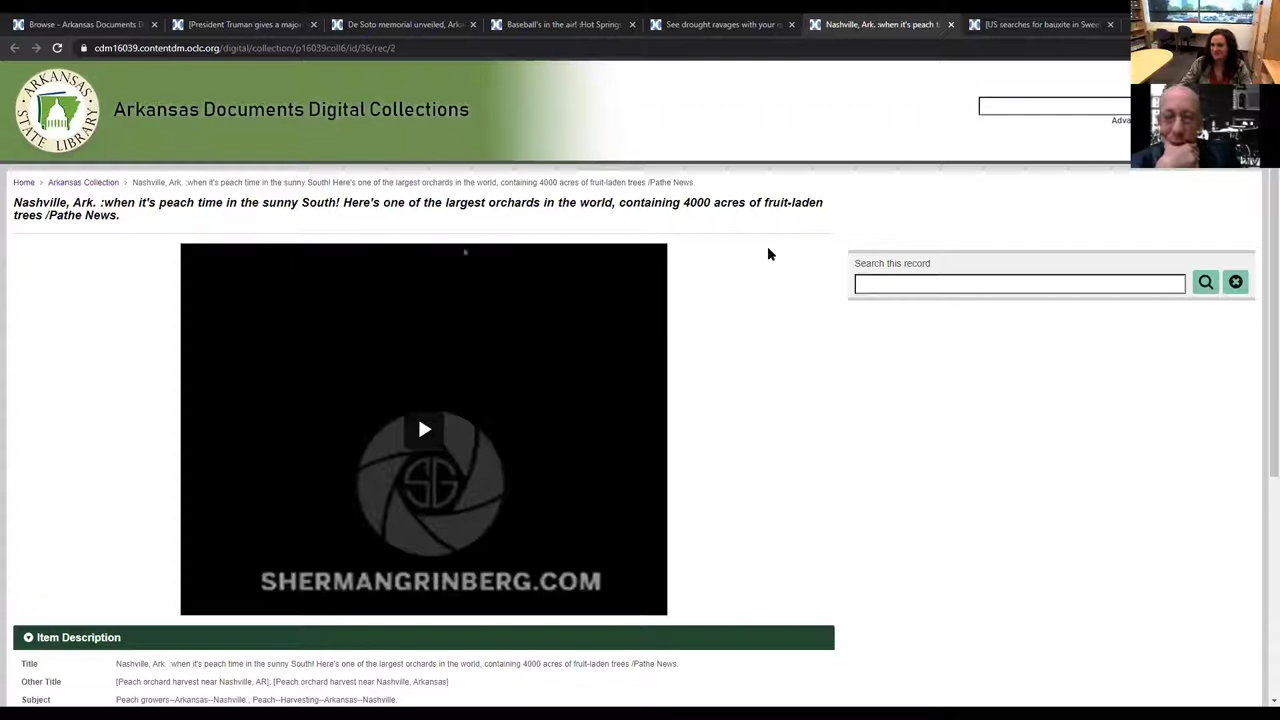 Browse - Arkansas Documents D
[President Truman gives a major
De Soto memorial unveiled, Arka
Baseball's in the air! :Hot Spring
See drought ravages with your o
Nashville, Ark. :when it's peach t
[US searches for bauxite in Swee
cdm16039.contentdm.oclc.org/digital/collection/p16039coll6/id/36/rec/2
ARKANSAS
STATE LIBRARY
Arkansas Documents Digital Collections
Adva
Home › Arkansas Collection › Nashville, Ark. :when it's peach time in the sunny South! Here's one of the largest orchards in the world, containing 4000 acres of fruit-laden trees /Pathe News.
Nashville, Ark. :when it's peach time in the sunny South! Here's one of the largest orchards in the world, containing 4000 acres of fruit-laden
trees /Pathe News.
Search this record
SG
SHERMANGRINBERG.COM
Item Description
Title Nashville, Ark. :when it's peach time in the sunny South! Here's one of the largest orchards in the world, containing 4000 acres of fruit-laden trees /Pathe News.
Other Title [Peach orchard harvest near Nashville, AR]; [Peach orchard harvest near Nashville, Arkansas]
Subject Peach growers--Arkansas--Nashville.; Peach--Harvesting--Arkansas--Nashville.